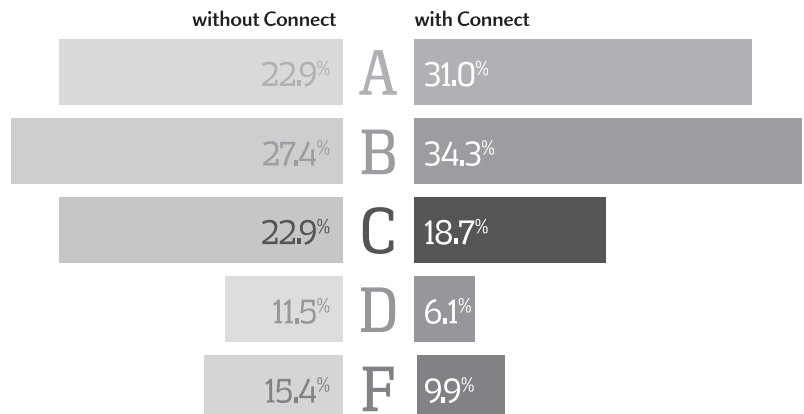 without Connect with Connect
22.9% A 31.0%
27.4% B 34.3%
22.9% C 18.7%
11.5% D 6.1%
15.4% F 9.9%